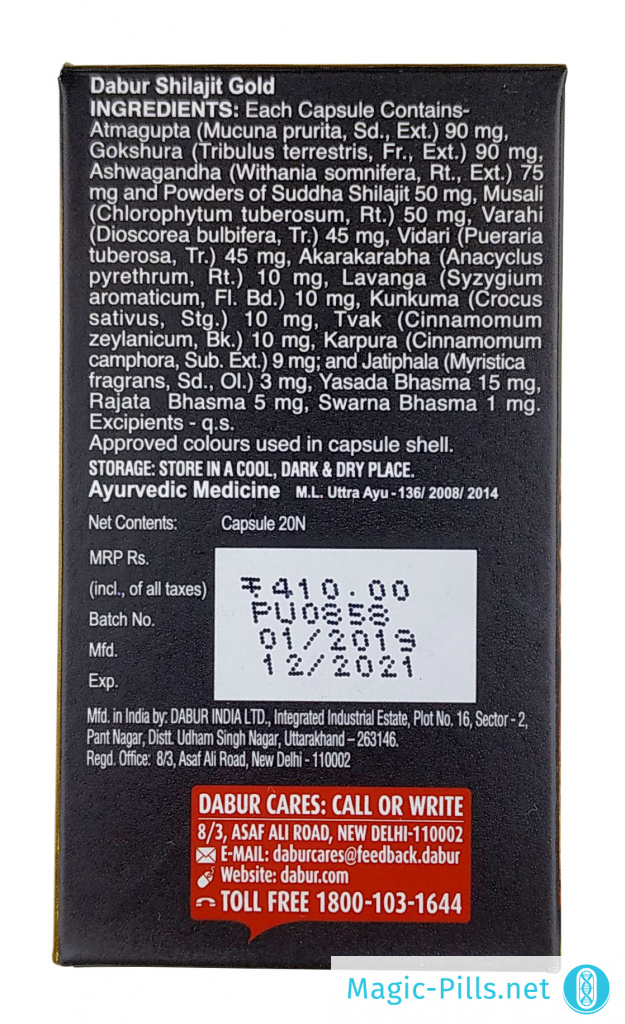 Dabur Shilajit Gold
INGREDIENTS: Each Capsule Contains-
Atmagupta (Mucuna prurita, Sd., Ext.) 90 mg,
Gokshura (Tribulus terrestris, Fr., Ext.) 90 mg,
Ashwagandha (Withania somnifera, Rt., Ext.) 75
mg and Powders of Suddha Shilajit 50 mg, Musali
(Chlorophytum tuberosum, Rt.) 50 mg, Varahi
(Dioscorea bulbifera, Tr.) 45 mg, Vidari (Pueraria
tuberosa, Tr.) 45 mg, Akarakarabha (Anacyclus
pyrethrum, Rt.) 10 mg, Lavanga (Syzygium
aromaticum, Fl. Bd.) 10 mg, Kunkuma (Crocus
sativus, Stg.) 10 mg, Tvak (Cinnamomum
zeylanicum, Bk.) 10 mg, Karpura (Cinnamomum
camphora, Sub. Ext.) 9 mg; and Jatiphala (Myristica
fragrans, Sd., Ol.) 3 mg, Yasada Bhasma 15 mg,
Rajata Bhasma 5 mg, Swarna Bhasma 1 mg.
Excipients - q.s.
Approved colours used in capsule shell.
STORAGE: STORE IN A COOL, DARK & DRY PLACE.
Ayurvedic Medicine M.L. Uttra Ayu -136/ 2008/ 2014
Net Contents: Capsule 20N
MRP Rs.
(incl., of all taxes) ₹410.00
Batch No. PU0858
Mfd. 01/2019
Exp. 12/2021
Mfd. in India by: DABUR INDIA LTD., Integrated Industrial Estate, Plot No. 16, Sector - 2,
Pant Nagar, Distt. Udham Singh Nagar, Uttarakhand – 263146.
Regd. Office: 8/3, Asaf Ali Road, New Delhi - 110002
DABUR CARES: CALL OR WRITE
8/3, ASAF ALI ROAD, NEW DELHI-110002
E-MAIL: daburcares@feedback.dabur
Website: dabur.com
TOLL FREE 1800-103-1644
Magic-Pills.net